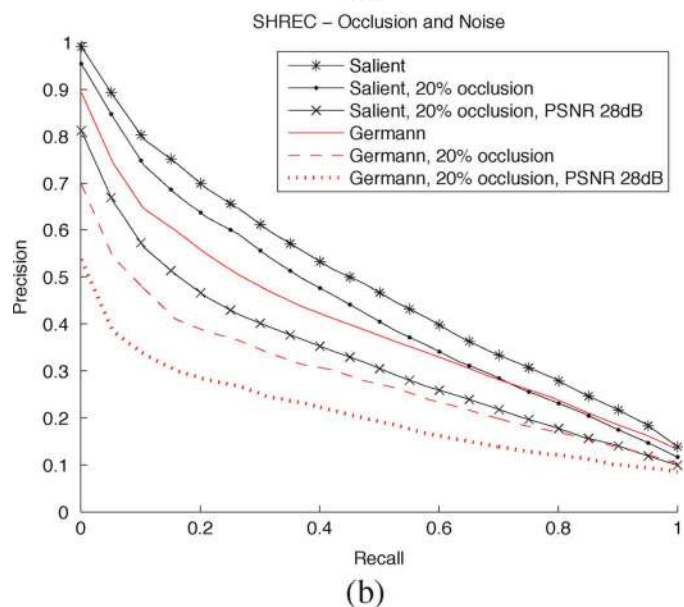 SHREC – Occlusion and Noise
1
0.9
0.8
0.7
0.6
0.5
0.4
0.3
0.2
0.1
0
Precision
Salient
Salient, 20% occlusion
Salient, 20% occlusion, PSNR 28dB
Germann
Germann, 20% occlusion
Germann, 20% occlusion, PSNR 28dB
0 0.2 0.4 0.6 0.8 1
Recall
(b)